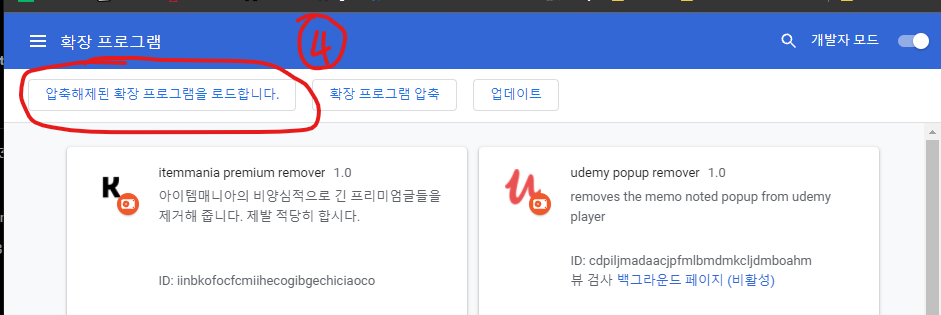 확장 프로그램
④
개발자 모드
압축해제된 확장 프로그램을 로드합니다.
확장 프로그램 압축
업데이트
itemmania premium remover 1.0
아이템매니아의 비양심적으로 긴 프리미엄글들을
제거해 줍니다. 제발 적당히 합시다.
ID: iinbkofocfcmiihecogibgechiciaoco
udemy popup remover 1.0
removes the memo noted popup from udemy
player
ID: cdpiljmadaacjpfmlbmdmkcljdmboahm
뷰 검사 백그라운드 페이지 (비활성)